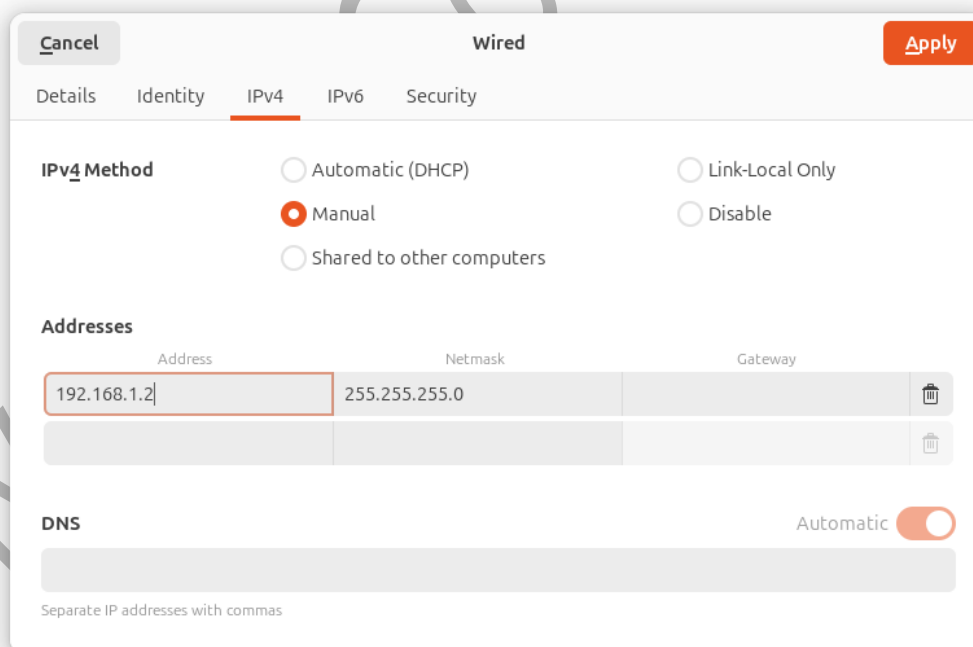 Cancel Wired Apply
Details Identity IPv4 IPv6 Security
IPv4 Method Automatic (DHCP) Link-Local Only
Manual Disable
Shared to other computers
Addresses
Address Netmask Gateway
192.168.1.2 255.255.255.0
DNS Automatic
Separate IP addresses with commas